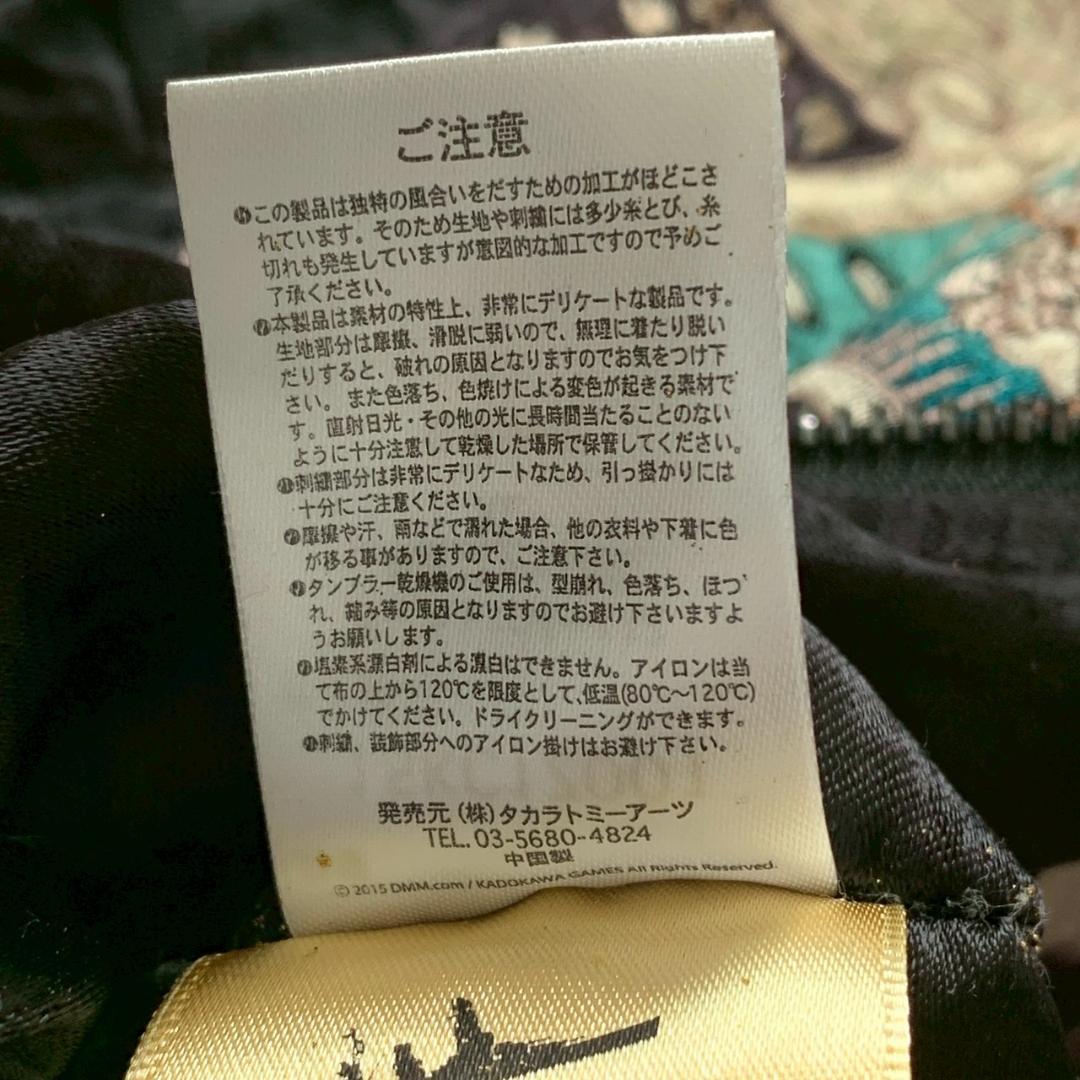 ご注意
この製品は独特の風合いをだすための加工がほどこさ
れています。そのため生地や刺繍には多少糸とび、糸
切れも発生していますが意図的な加工ですので予めご
了承ください。
本製品は素材の特性上、非常にデリケートな製品です。
生地部分は摩擦、滑脱に弱いので、無理に着たり脱い
だりすると、破れの原因となりますのでお気をつけ下
さい。また色落ち、色焼けによる変色が起きる素材で
す。直射日光・その他の光に長時間当たることのない
ように十分注意して乾燥した場所で保管してください。
刺繍部分は非常にデリケートなため、引っ掛かりには
十分にご注意ください。
摩擦や汗、雨などで濡れた場合、他の衣料や下着に色
が移る事がありますので、ご注意下さい。
タンブラー乾燥機のご使用は、型崩れ、色落ち、ほつ
れ、縮み等の原因となりますのでお避け下さいますよ
うお願いします。
塩素系漂白剤による漂白はできません。アイロンは当
て布の上から120℃を限度として、低温(80℃〜120℃)
でかけてください。ドライクリーニングができます。
刺繍、装飾部分へのアイロン掛けはお避け下さい。
発売元(株)タカラトミーアーツ
TEL. 03-5680-4824
中国製
© 2015 DMM.com / KADOKAWA GAMES All Rights Reserved.